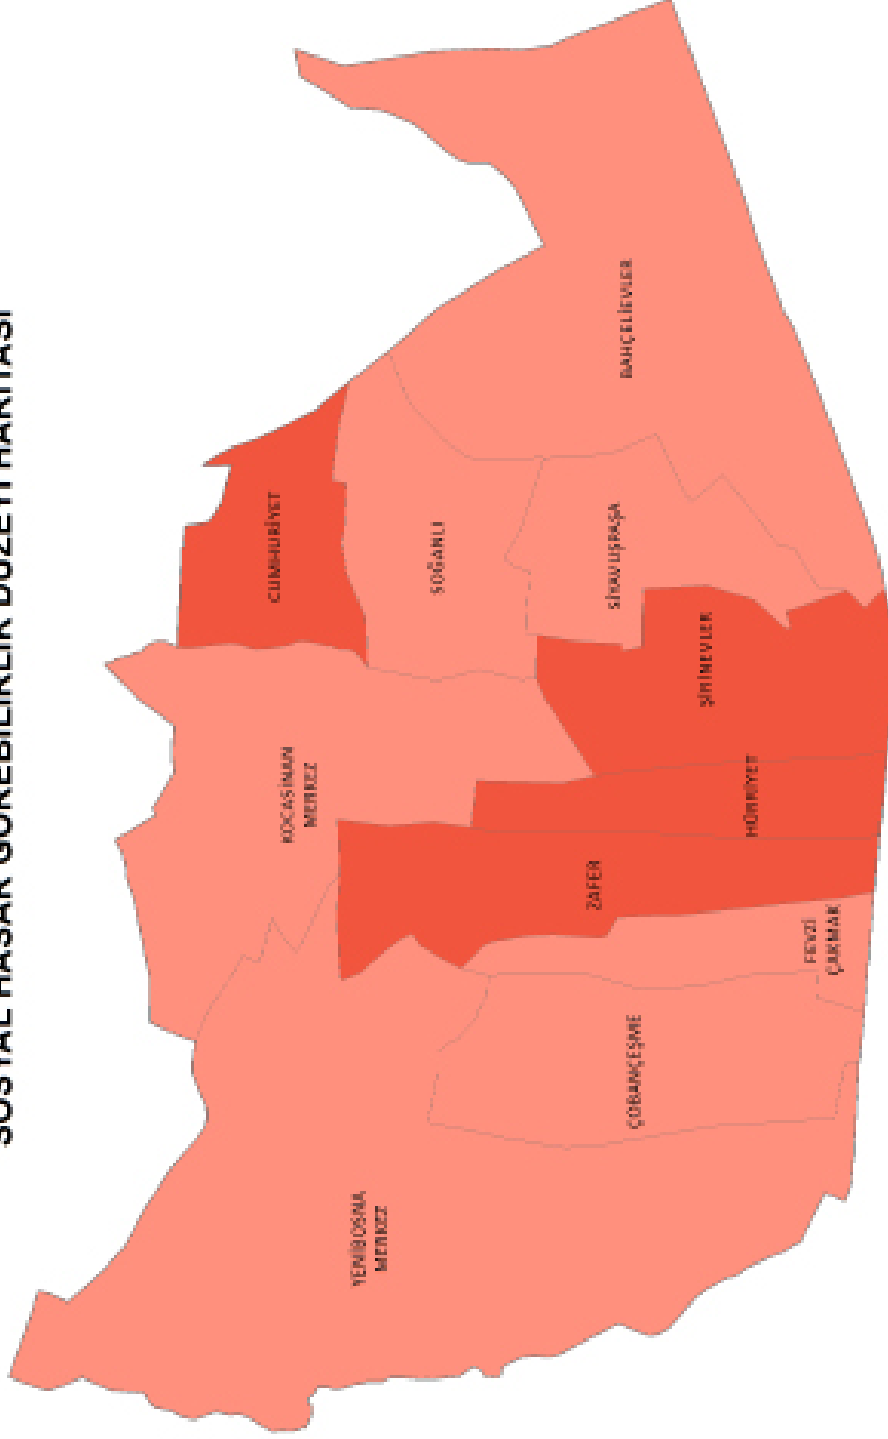 SOSYAL HASAR GÖREBİLİRLİK DÜZEYİ HARİTASI
CUMHURİYET
SOĞANLI
BAHÇELİEVLER
SİYAVUŞPAŞA
KOCASİNAN
MERKEZ
ŞİRİNEVLER
HÜRRİYET
ZAFER
FEVZİ
ÇAKMAK
ÇOBANÇEŞME
YENİBOSNA
MERKEZ